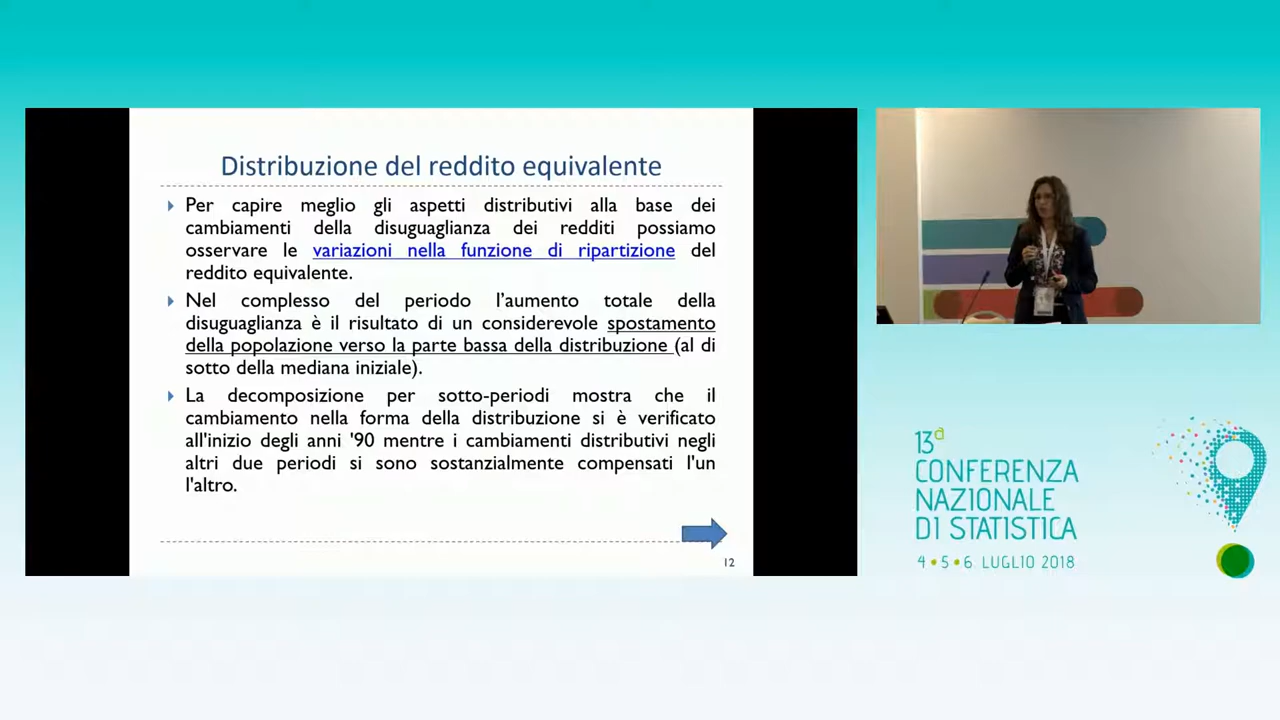 Distribuzione del reddito equivalente
Per capire meglio gli aspetti distributivi alla base dei
cambiamenti della disuguaglianza dei redditi possiamo
osservare le variazioni nella funzione di ripartizione del
reddito equivalente.
Nel complesso del periodo l'aumento totale della
disuguaglianza è il risultato di un considerevole spostamento
della popolazione verso la parte bassa della distribuzione (al di
sotto della mediana iniziale).
La decomposizione per sotto-periodi mostra che il
cambiamento nella forma della distribuzione si è verificato
all'inizio degli anni '90 mentre i cambiamenti distributivi negli
altri due periodi si sono sostanzialmente compensati l'un
l'altro.
12
13a
CONFERENZA
NAZIONALE
DI STATISTICA
4 • 5 • 6 LUGLIO 2018